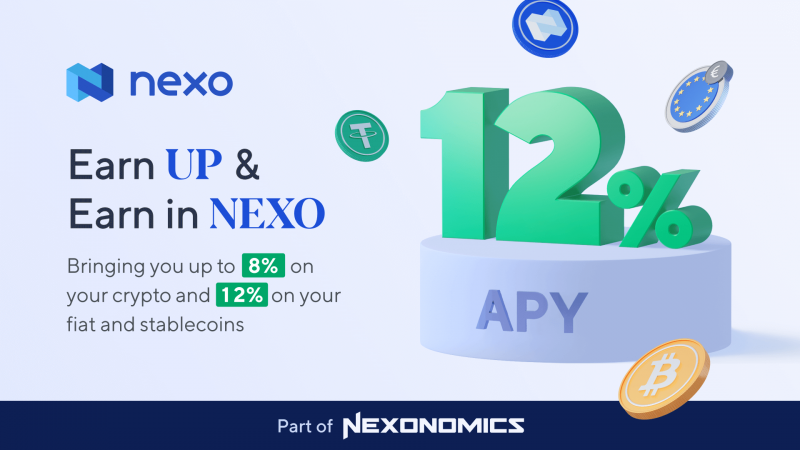 nexo
Earn UP &
Earn in NEXO
Bringing you up to 8% on
your crypto and 12% on your
fiat and stablecoins
12%
APY
Part of NEXONOMICS